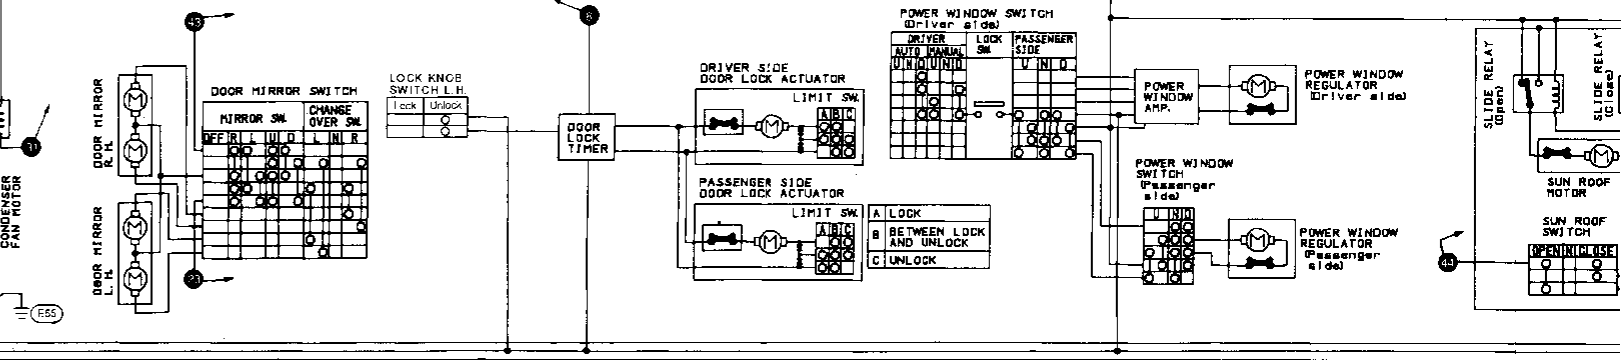 CONDENSER
FAN MOTOR
31
E55
43
DOOR MIRROR
R.H.
DOOR MIRROR
L.H.
DOOR MIRROR SWITCH
MIRROR SW.
CHANGE
OVER SW.
OFF R L U D L N R
LOCK KNOB
SWITCH L.H.
Lock Unlock
DOOR
LOCK
TIMER
DRIVER SIDE
DOOR LOCK ACTUATOR
LIMIT SW.
A B C
M
PASSENGER SIDE
DOOR LOCK ACTUATOR
LIMIT SW.
A B C
M
A LOCK
B BETWEEN LOCK
AND UNLOCK
C UNLOCK
POWER WINDOW SWITCH
(Driver side)
DRIVER
LOCK
SW.
PASSENGER
SIDE
AUTO MANUAL
U N D U N D
U N D
POWER
WINDOW
AMP.
M
POWER WINDOW
REGULATOR
(Driver side)
POWER WINDOW
SWITCH
(Passenger
side)
U N D
M
POWER WINDOW
REGULATOR
(Passenger
side)
44
SLIDE RELAY
(Open)
SLIDE RELAY
(Close)
M
SUN ROOF
MOTOR
SUN ROOF
SWITCH
OPEN N CLOSE